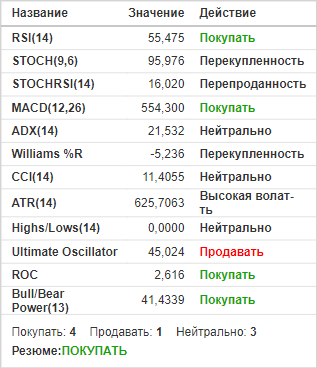 Название Значение Действие
RSI(14) 55,475 Покупать
STOCH(9,6) 95,976 Перекупленность
STOCHRSI(14) 16,020 Перепроданность
MACD(12,26) 554,300 Покупать
ADX(14) 21,532 Нейтрально
Williams %R -5,236 Перекупленность
CCI(14) 11,4055 Нейтрально
ATR(14) 625,7063 Высокая волат-
ть
Highs/Lows(14) 0,0000 Нейтрально
Ultimate Oscillator 45,024 Продавать
ROC 2,616 Покупать
Bull/Bear
Power(13) 41,4339 Покупать
Покупать: 4 Продавать: 1 Нейтрально: 3
Резюме:ПОКУПАТЬ